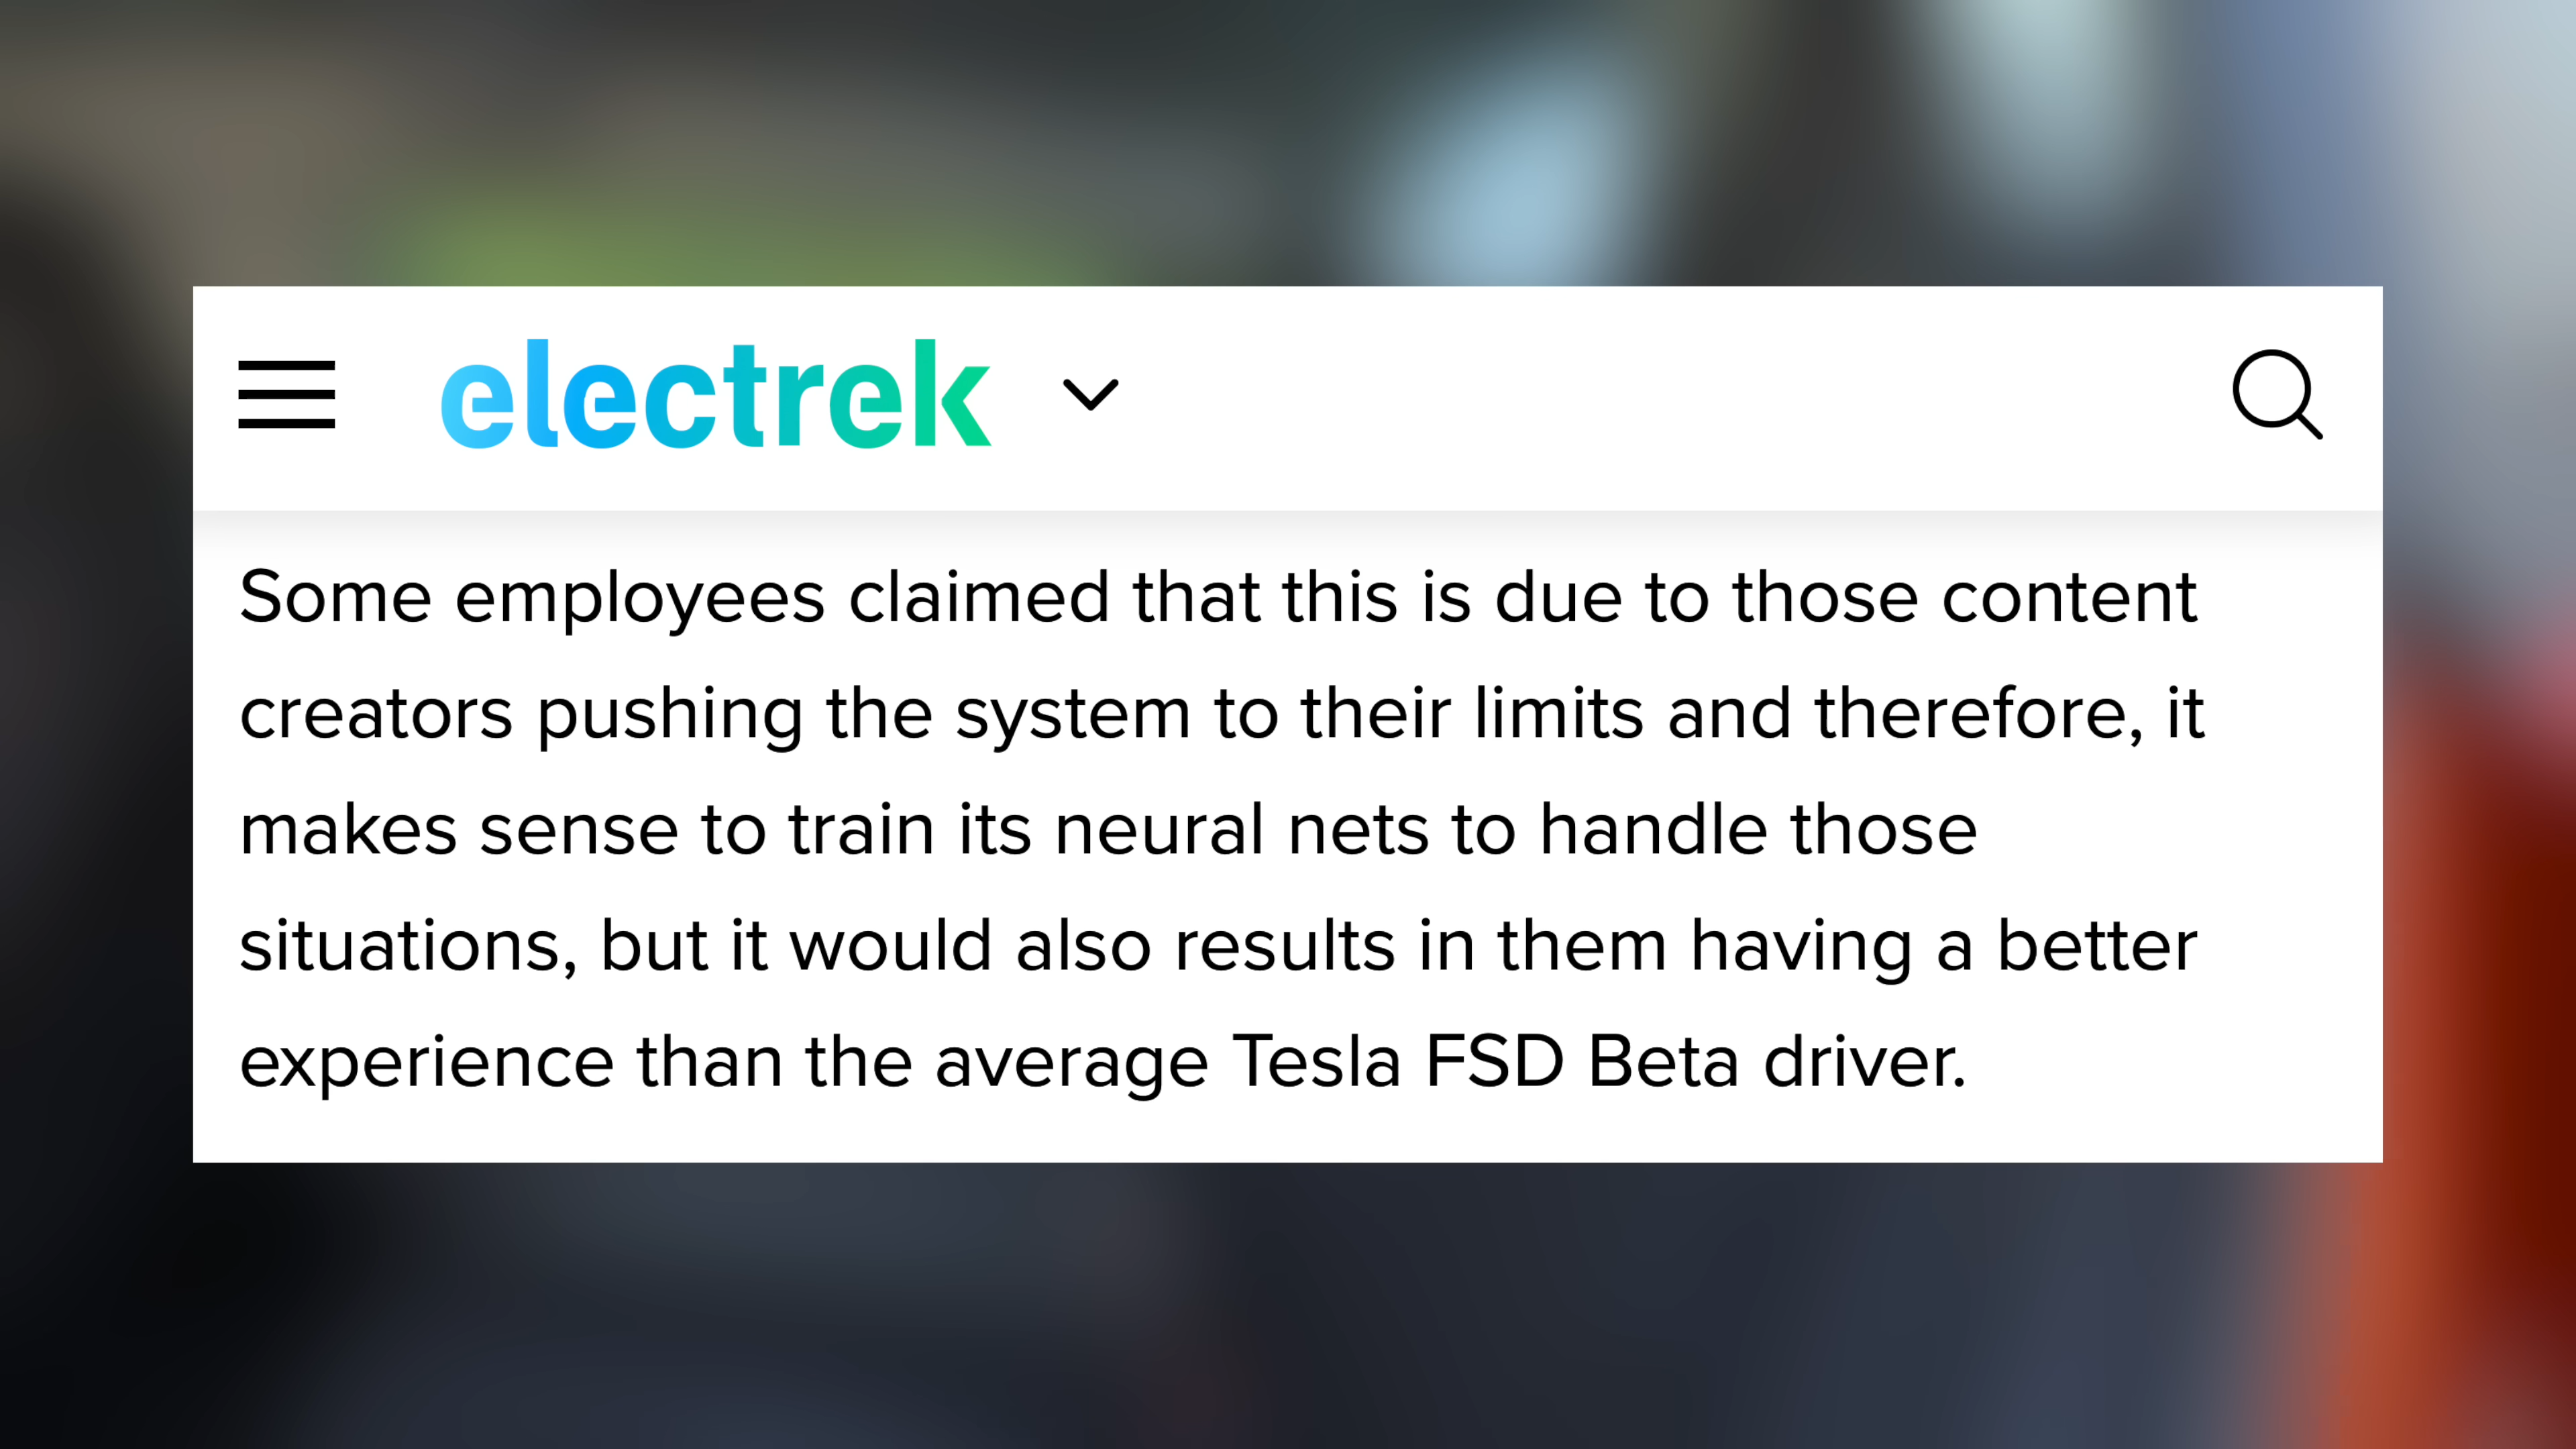 electrek
Some employees claimed that this is due to those content
creators pushing the system to their limits and therefore, it
makes sense to train its neural nets to handle those
situations, but it would also results in them having a better
experience than the average Tesla FSD Beta driver.